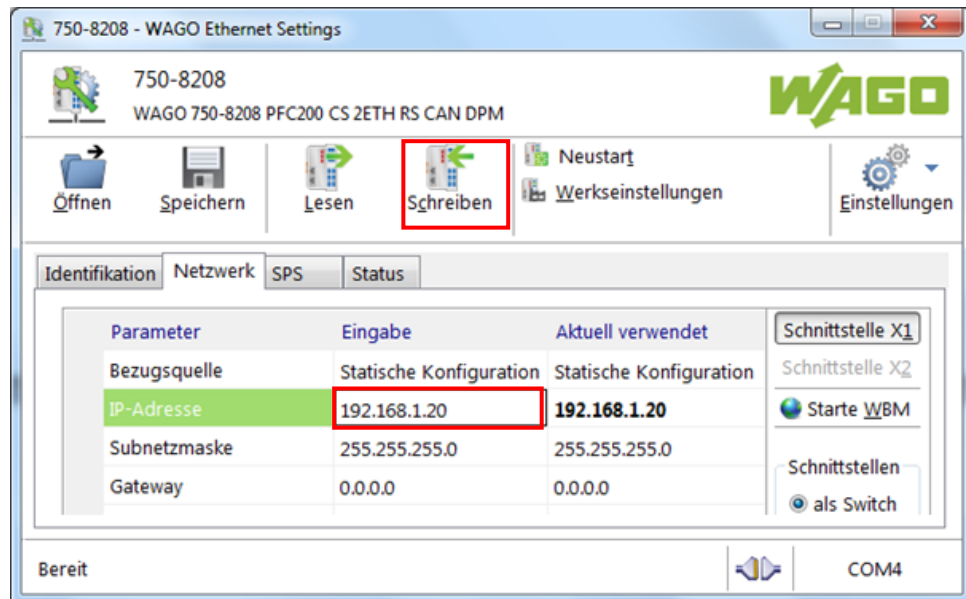 750-8208 - WAGO Ethernet Settings
750-8208
WAGO 750-8208 PFC200 CS 2ETH RS CAN DPM
WAGO
Öffnen
Speichern
Lesen
Schreiben
Neustart
Werkseinstellungen
Einstellungen
Identifikation Netzwerk SPS Status
Parameter Eingabe Aktuell verwendet
Bezugsquelle Statische Konfiguration Statische Konfiguration
IP-Adresse 192.168.1.20 192.168.1.20
Subnetzmaske 255.255.255.0 255.255.255.0
Gateway 0.0.0.0 0.0.0.0
Schnittstelle X1
Schnittstelle X2
Starte WBM
Schnittstellen
als Switch
Bereit COM4